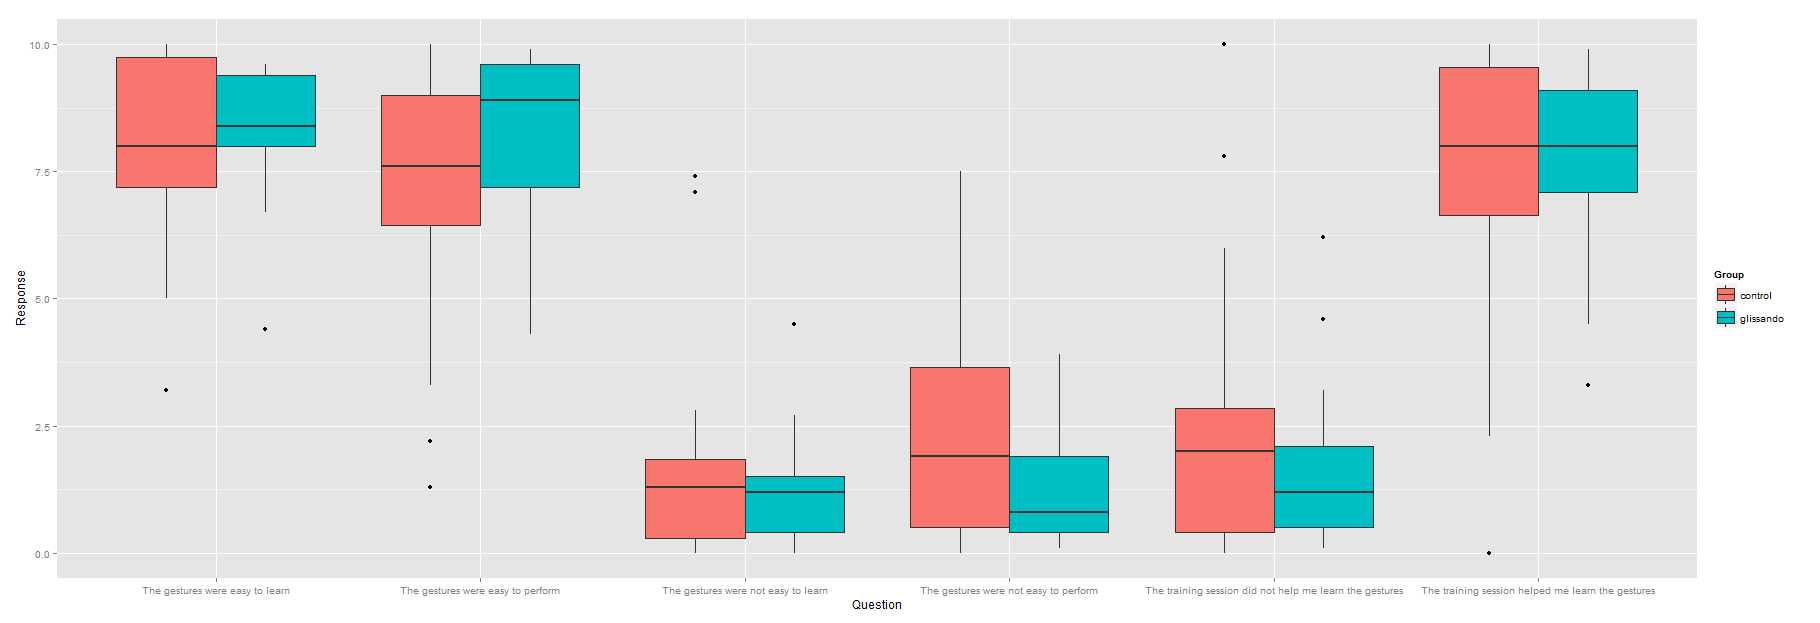 10.0
7.5
5.0
2.5
0.0
Response
The gestures were easy to learn
The gestures were easy to perform
The gestures were not easy to learn
The gestures were not easy to perform
The training session did not help me learn the gestures
The training session helped me learn the gestures
Question
Group
control
glissando